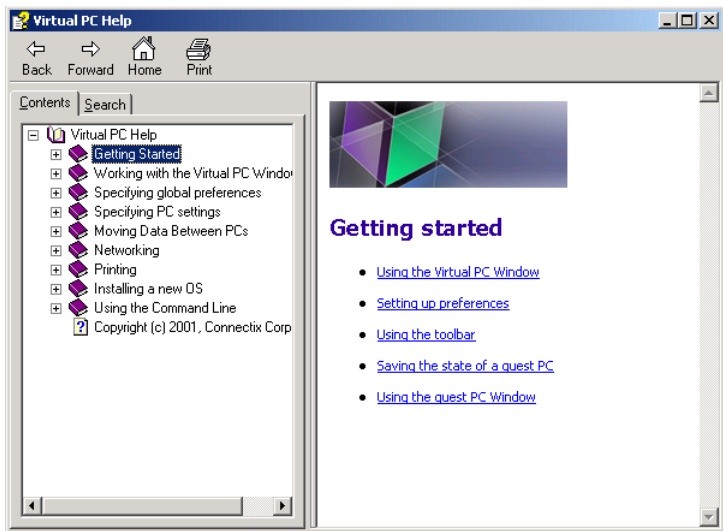 Virtual PC Help
Back Forward Home Print
Contents Search
Virtual PC Help
Getting Started
Working with the Virtual PC Windo
Specifying global preferences
Specifying PC settings
Moving Data Between PCs
Networking
Printing
Installing a new OS
Using the Command Line
Copyright (c) 2001, Connectix Corp
Getting started
Using the Virtual PC Window
Setting up preferences
Using the toolbar
Saving the state of a guest PC
Using the guest PC Window